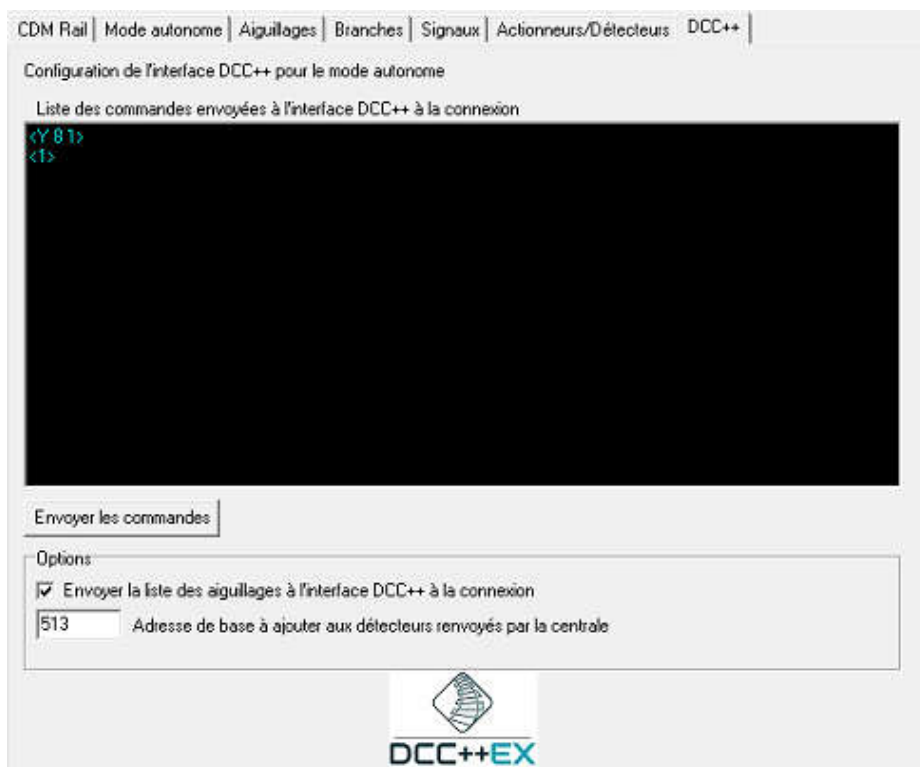 CDM Rail Mode autonome Aiguillages Branches Signaux Actionneurs/Détecteurs DCC++
Configuration de l'interface DCC++ pour le mode autonome
Liste des commandes envoyées à l'interface DCC++ à la connexion
<Y 8 1>
<1>
Envoyer les commandes
Options
Envoyer la liste des aiguillages à l'interface DCC++ à la connexion
513 Adresse de base à ajouter aux détecteurs renvoyés par la centrale
DCC++EX